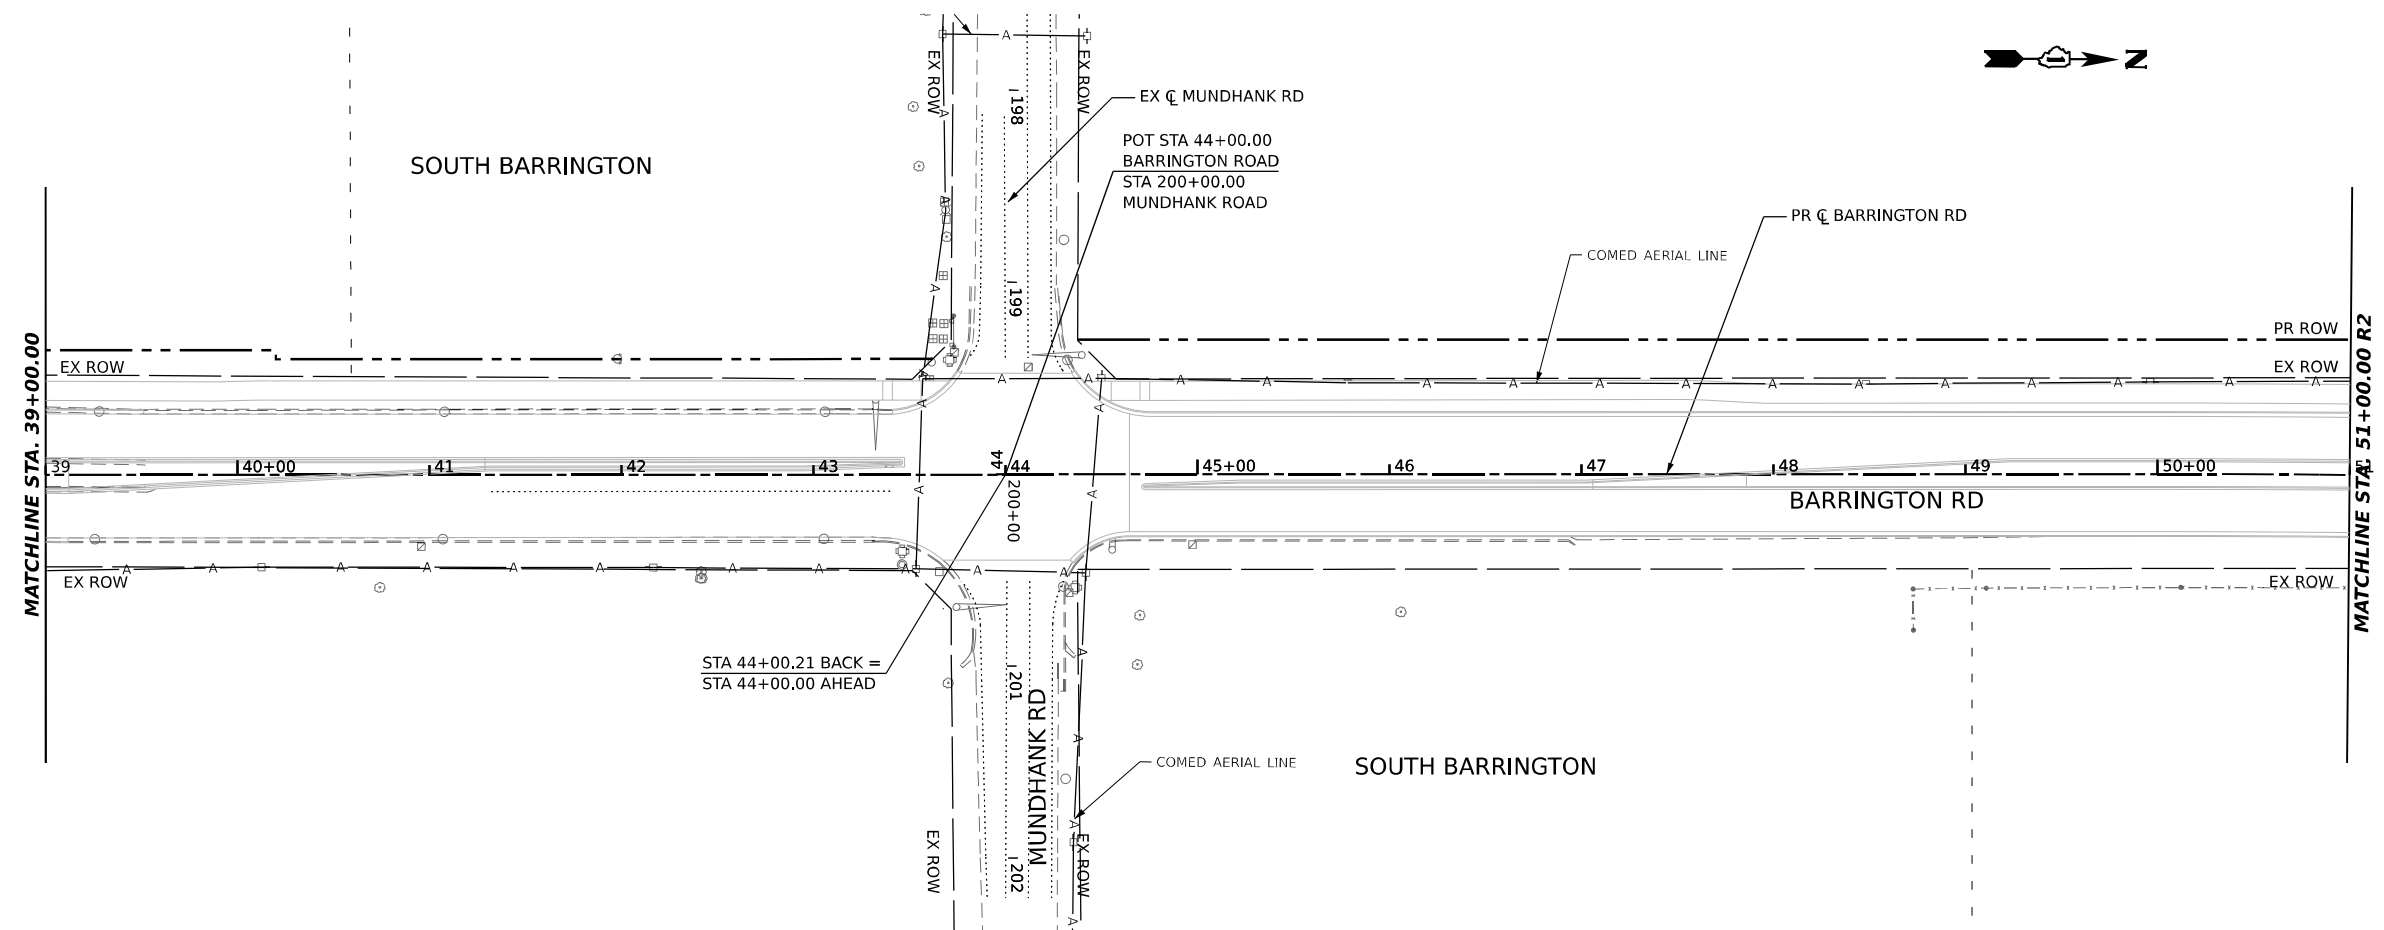 N
EX ROW
EX ROW
A
198
EX ℄ MUNDHANK RD
SOUTH BARRINGTON
POT STA 44+00.00
BARRINGTON ROAD
STA 200+00.00
MUNDHANK ROAD
PR ℄ BARRINGTON RD
COMED AERIAL LINE
199
PR ROW
EX ROW
EX ROW
MATCHLINE STA. 39+00.00
MATCHLINE STA. 51+00.00 R2
39
40+00
41
42
43
44
44
45+00
46
47
48
49
50+00
200+00
BARRINGTON RD
EX ROW
EX ROW
STA 44+00.21 BACK =
STA 44+00.00 AHEAD
201
MUNDHANK RD
COMED AERIAL LINE
SOUTH BARRINGTON
EX ROW
EX ROW
202